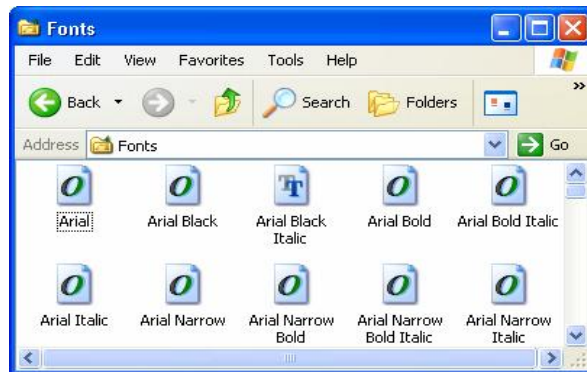 Fonts
File Edit View Favorites Tools Help
Back Search Folders »
Address Fonts Go
Arial Arial Black Arial Black Arial Bold Arial Bold Italic
Italic
Arial Italic Arial Narrow Arial Narrow Arial Narrow Arial Narrow
Bold Bold Italic Italic